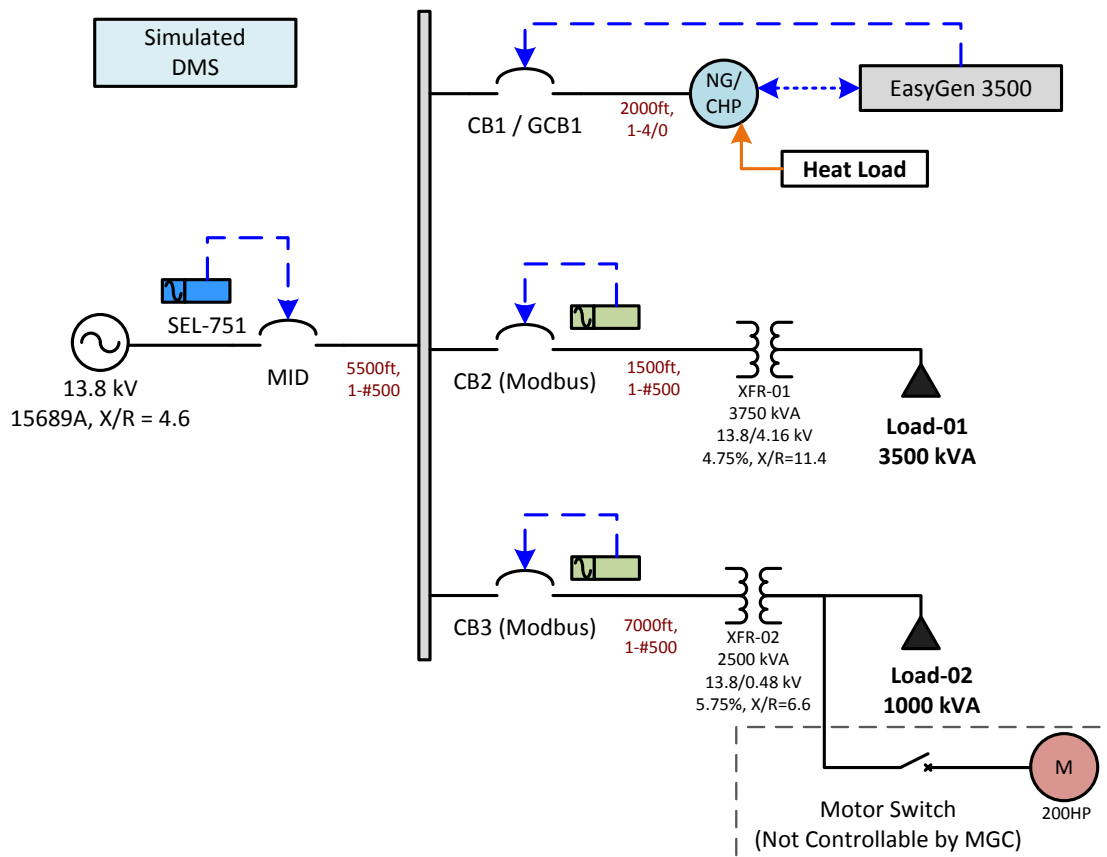 Simulated
DMS
EasyGen 3500
NG/
CHP
CB1 / GCB1
2000ft,
1-4/0
Heat Load
SEL-751
MID
13.8 kV
15689A, X/R = 4.6
5500ft,
1-#500
CB2 (Modbus)
1500ft,
1-#500
XFR-01
3750 kVA
13.8/4.16 kV
4.75%, X/R=11.4
Load-01
3500 kVA
CB3 (Modbus)
7000ft,
1-#500
XFR-02
2500 kVA
13.8/0.48 kV
5.75%, X/R=6.6
Load-02
1000 kVA
M
200HP
Motor Switch
(Not Controllable by MGC)